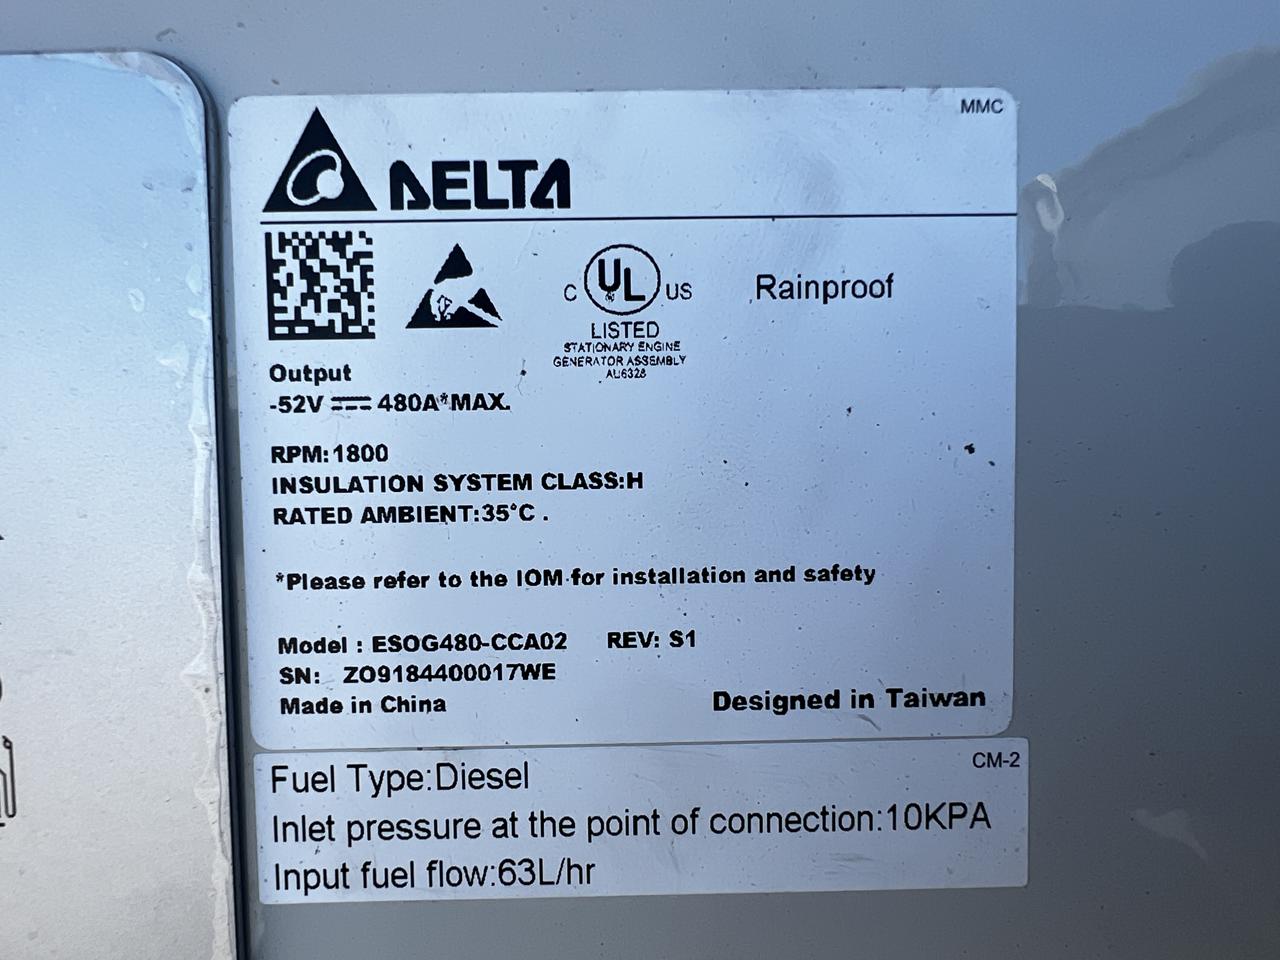 MMC
DELTA
C UL US
LISTED
STATIONARY ENGINE
GENERATOR ASSEMBLY
AU6328
Rainproof
Output
-52V ⎓ 480A*MAX.
RPM:1800
INSULATION SYSTEM CLASS:H
RATED AMBIENT:35°C .
*Please refer to the IOM for installation and safety
Model : ESOG480-CCA02 REV: S1
SN: ZO9184400017WE
Made in China Designed in Taiwan
CM-2
Fuel Type:Diesel
Inlet pressure at the point of connection:10KPA
Input fuel flow:63L/hr